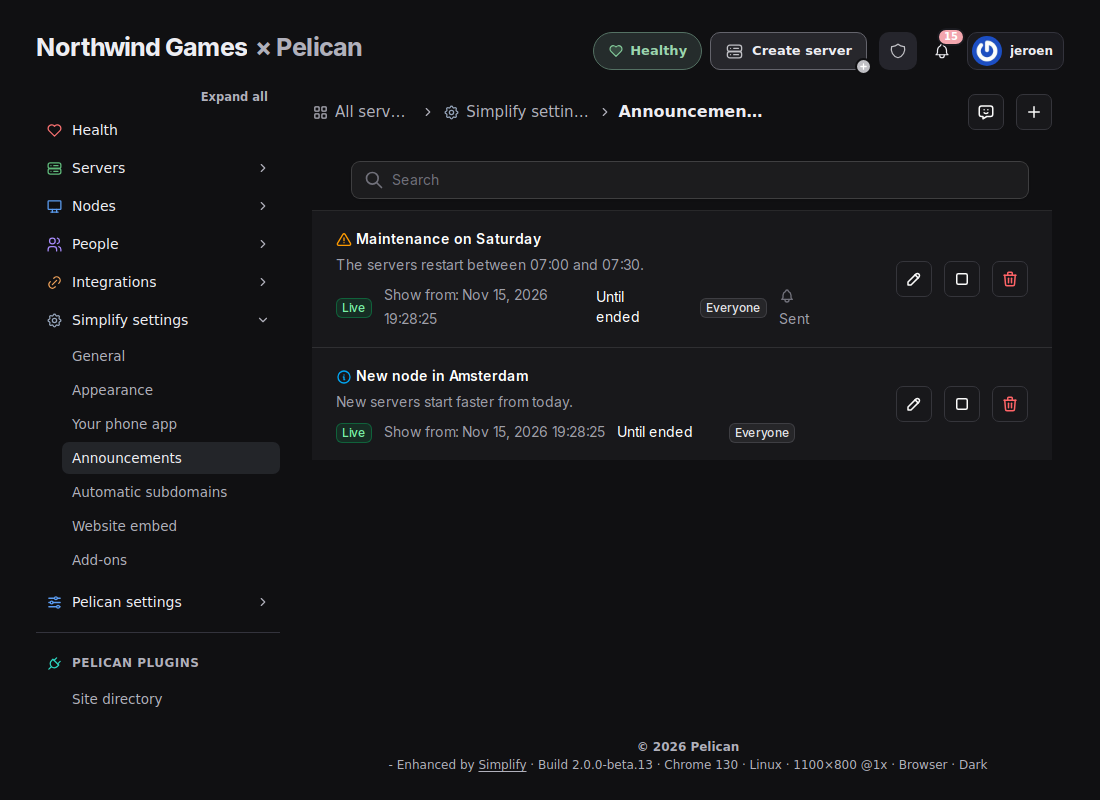 Northwind Games × Pelican
Healthy
Create server
15
jeroen
Expand all
Health
Servers
Nodes
People
Integrations
Simplify settings
General
Appearance
Your phone app
Announcements
Automatic subdomains
Website embed
Add-ons
Pelican settings
PELICAN PLUGINS
Site directory
All serv…
Simplify settin…
Announcemen…
Search
Maintenance on Saturday
The servers restart between 07:00 and 07:30.
Live
Show from: Nov 15, 2026
19:28:25
Until
ended
Everyone
Sent
New node in Amsterdam
New servers start faster from today.
Live
Show from: Nov 15, 2026 19:28:25
Until ended
Everyone
© 2026 Pelican
- Enhanced by Simplify · Build 2.0.0-beta.13 · Chrome 130 · Linux · 1100×800 @1x · Browser · Dark